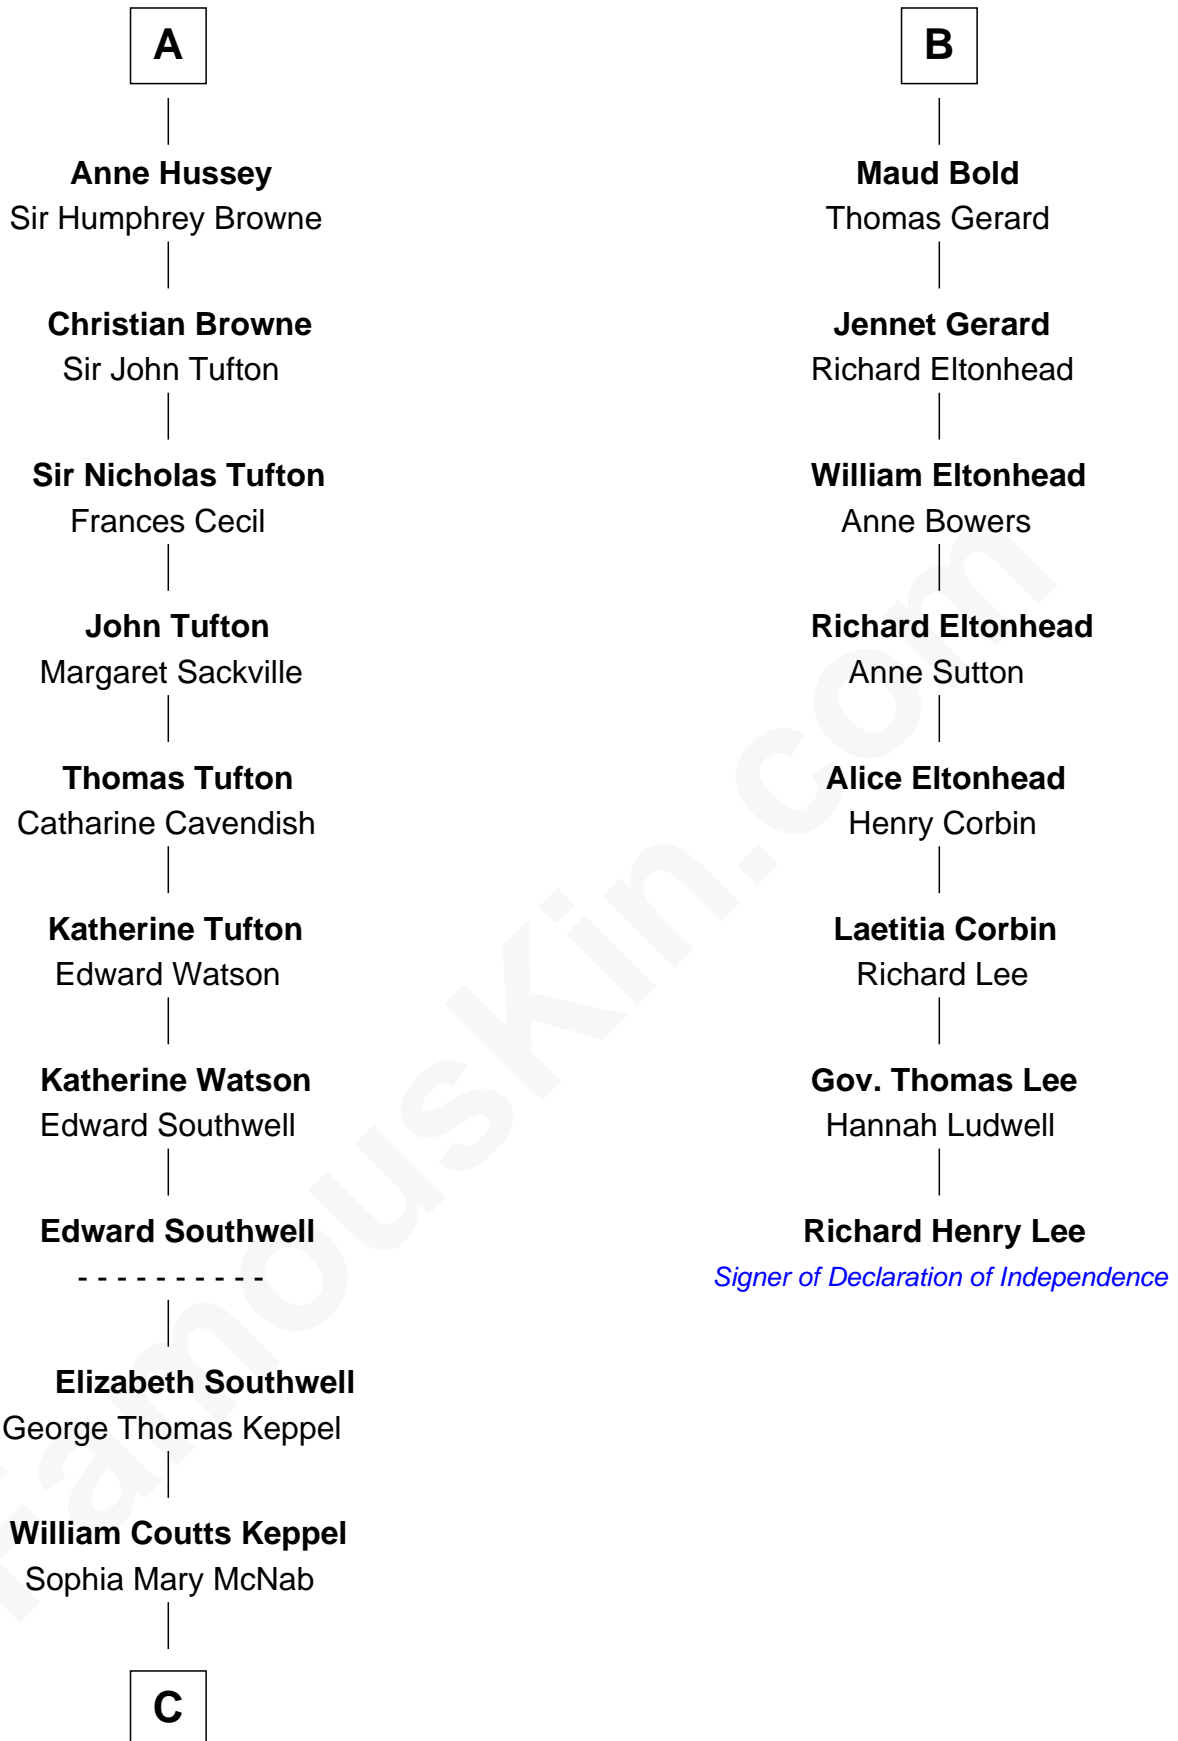 A
Anne Hussey
Sir Humphrey Browne
Christian Browne
Sir John Tufton
Sir Nicholas Tufton
Frances Cecil
John Tufton
Margaret Sackville
Thomas Tufton
Catharine Cavendish
Katherine Tufton
Edward Watson
Katherine Watson
Edward Southwell
Edward Southwell
- - - - - - - - - -
Elizabeth Southwell
George Thomas Keppel
William Coutts Keppel
Sophia Mary McNab
C
B
Maud Bold
Thomas Gerard
Jennet Gerard
Richard Eltonhead
William Eltonhead
Anne Bowers
Richard Eltonhead
Anne Sutton
Alice Eltonhead
Henry Corbin
Laetitia Corbin
Richard Lee
Gov. Thomas Lee
Hannah Ludwell
Richard Henry Lee
Signer of Declaration of Independence
FamousKin.com